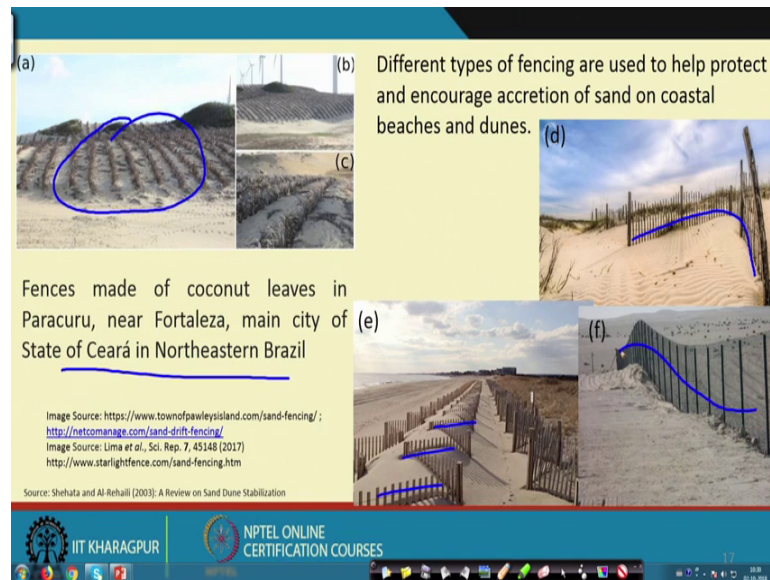 (a)
(b)
(c)
Fences made of coconut leaves in
Paracuru, near Fortaleza, main city of
State of Ceará in Northeastern Brazil
Image Source: https://www.townofpawleysisland.com/sand-fencing/ ;
http://netcomanage.com/sand-drift-fencing/
Image Source: Lima et al., Sci. Rep. 7, 45148 (2017)
http://www.starlightfence.com/sand-fencing.htm
Source: Shehata and Al-Rehaili (2003): A Review on Sand Dune Stabilization
Different types of fencing are used to help protect
and encourage accretion of sand on coastal
beaches and dunes.
(d)
(e)
(f)
IIT KHARAGPUR
NPTEL ONLINE
CERTIFICATION COURSES
17
10:30